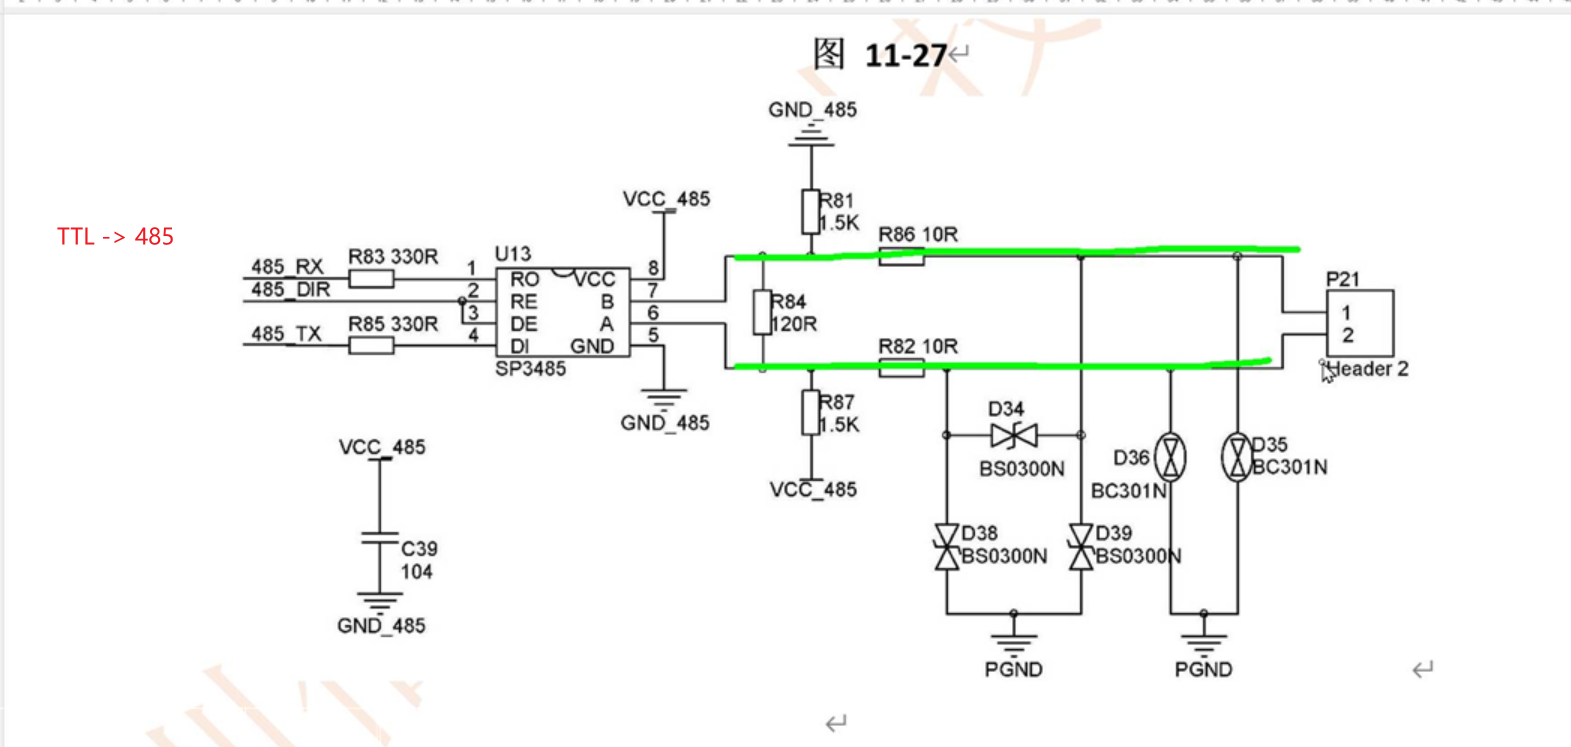 图 11-27
GND_485
R81
1.5K
VCC_485
TTL -> 485
R86 10R
R83 330R
U13
485_RX
1
RO
VCC
8
485_DIR
2
RE
B
7
3
DE
A
6
485_TX
R85 330R
4
DI
GND
5
SP3485
GND_485
R84
120R
P21
1
2
Header 2
R82 10R
R87
1.5K
VCC_485
D34
BS0300N
D36
BC301N
D35
BC301N
VCC_485
C39
104
GND_485
D38
BS0300N
D39
BS0300N
PGND
PGND